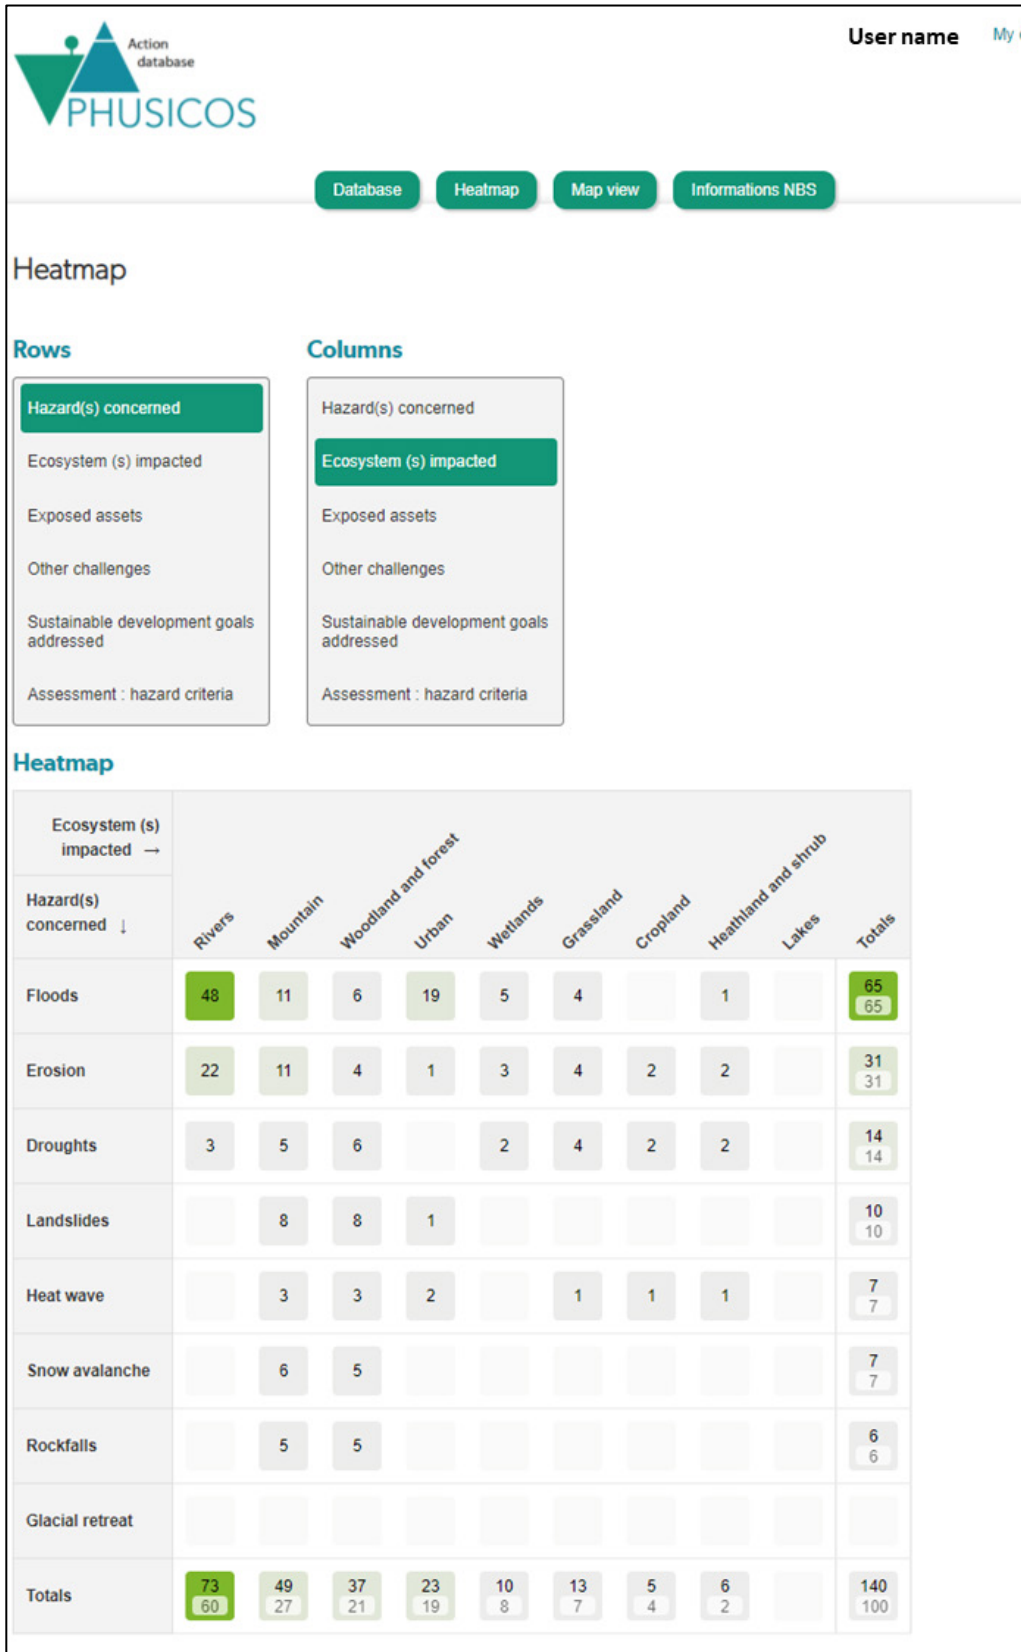 Action
database
PHUSICOS
User name My
Database Heatmap Map view Informations NBS
Heatmap
Rows Columns
Hazard(s) concerned Hazard(s) concerned
Ecosystem (s) impacted Ecosystem (s) impacted
Exposed assets Exposed assets
Other challenges Other challenges
Sustainable development goals Sustainable development goals
addressed addressed
Assessment : hazard criteria Assessment : hazard criteria
Heatmap
Ecosystem (s)
impacted →
Hazard(s)
concerned ↓
Rivers Mountain Woodland and forest Urban Wetlands Grassland Cropland Heathland and shrub Lakes Totals
Floods 48 11 6 19 5 4 1 65
65
Erosion 22 11 4 1 3 4 2 2 31
31
Droughts 3 5 6 2 4 2 2 14
14
Landslides 8 8 1 10
10
Heat wave 3 3 2 1 1 1 7
7
Snow avalanche 6 5 7
7
Rockfalls 5 5 6
6
Glacial retreat
Totals 73 49 37 23 10 13 5 6 140
60 27 21 19 8 7 4 2 100